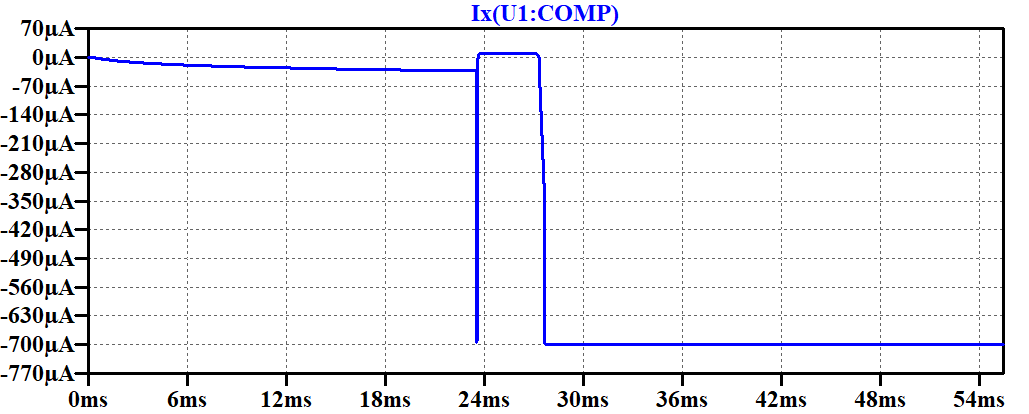 Ix(U1:COMP)
70µA
0µA
-70µA
-140µA
-210µA
-280µA
-350µA
-420µA
-490µA
-560µA
-630µA
-700µA
-770µA
0ms 6ms 12ms 18ms 24ms 30ms 36ms 42ms 48ms 54ms